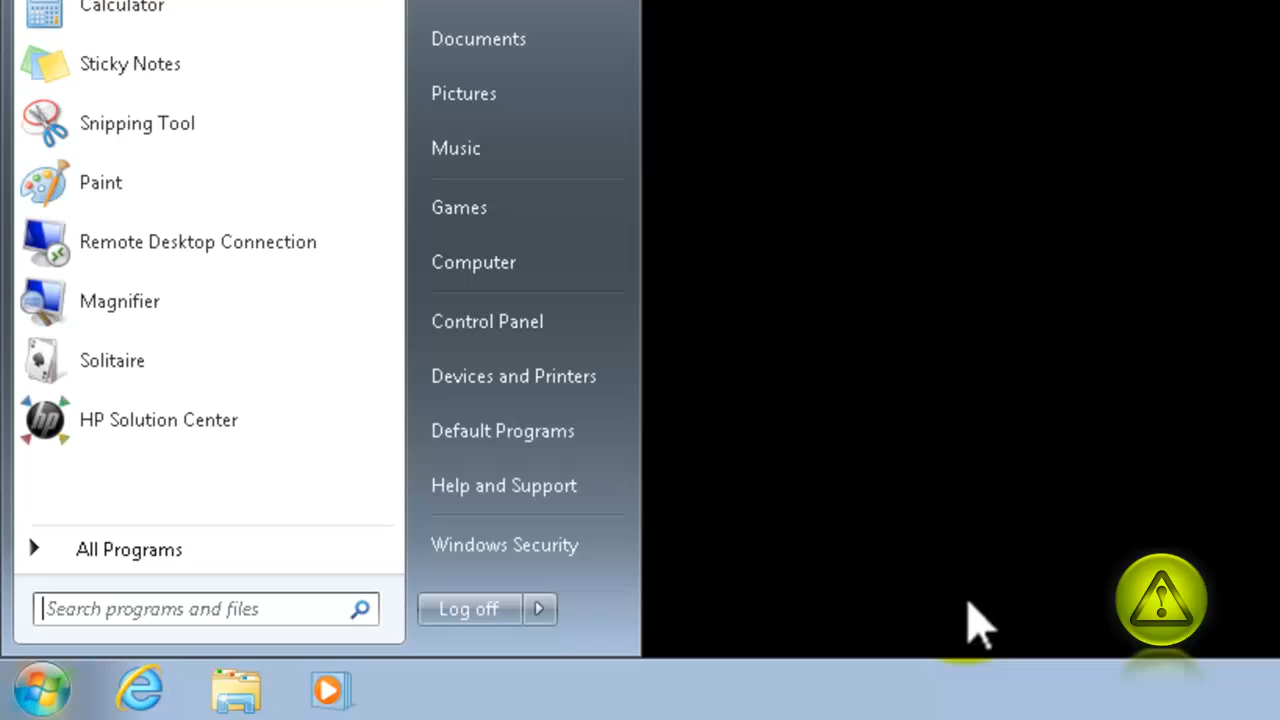 Calculator
Sticky Notes
Snipping Tool
Paint
Remote Desktop Connection
Magnifier
Solitaire
hp HP Solution Center
All Programs
Search programs and files
Documents
Pictures
Music
Games
Computer
Control Panel
Devices and Printers
Default Programs
Help and Support
Windows Security
Log off